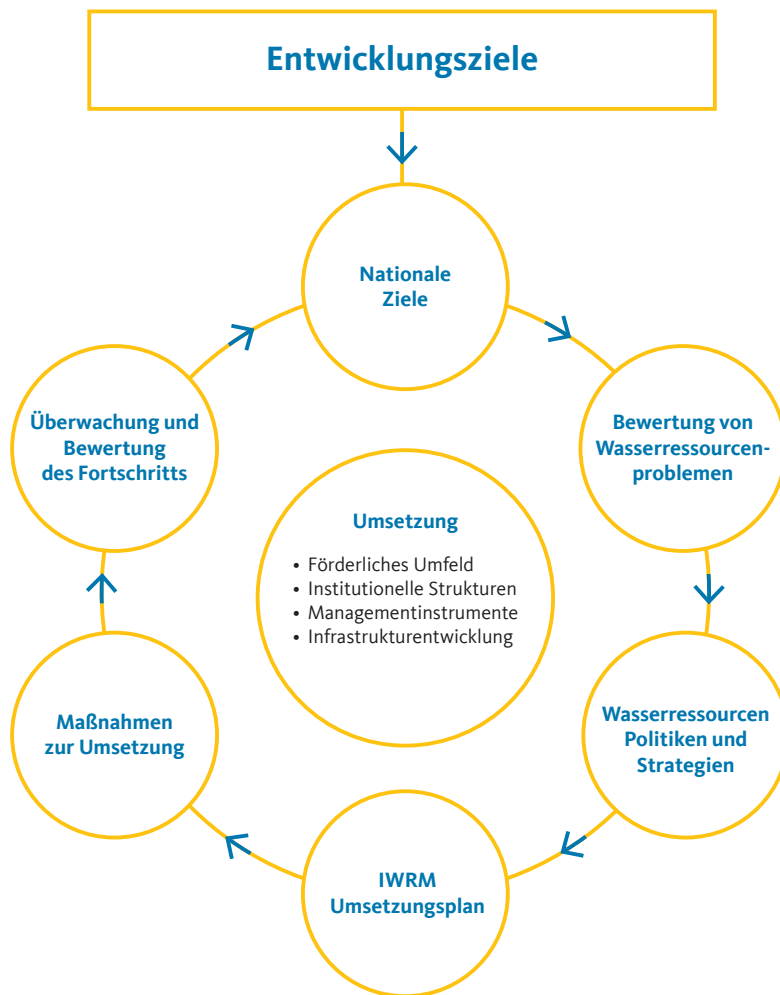 Entwicklungsziele
Nationale
Ziele
Bewertung von
Wasserressourcen-
problemen
Wasserressourcen
Politiken und
Strategien
IWRM
Umsetzungsplan
Maßnahmen
zur Umsetzung
Überwachung und
Bewertung
des Fortschritts
Umsetzung
• Förderliches Umfeld
• Institutionelle Strukturen
• Managementinstrumente
• Infrastrukturentwicklung